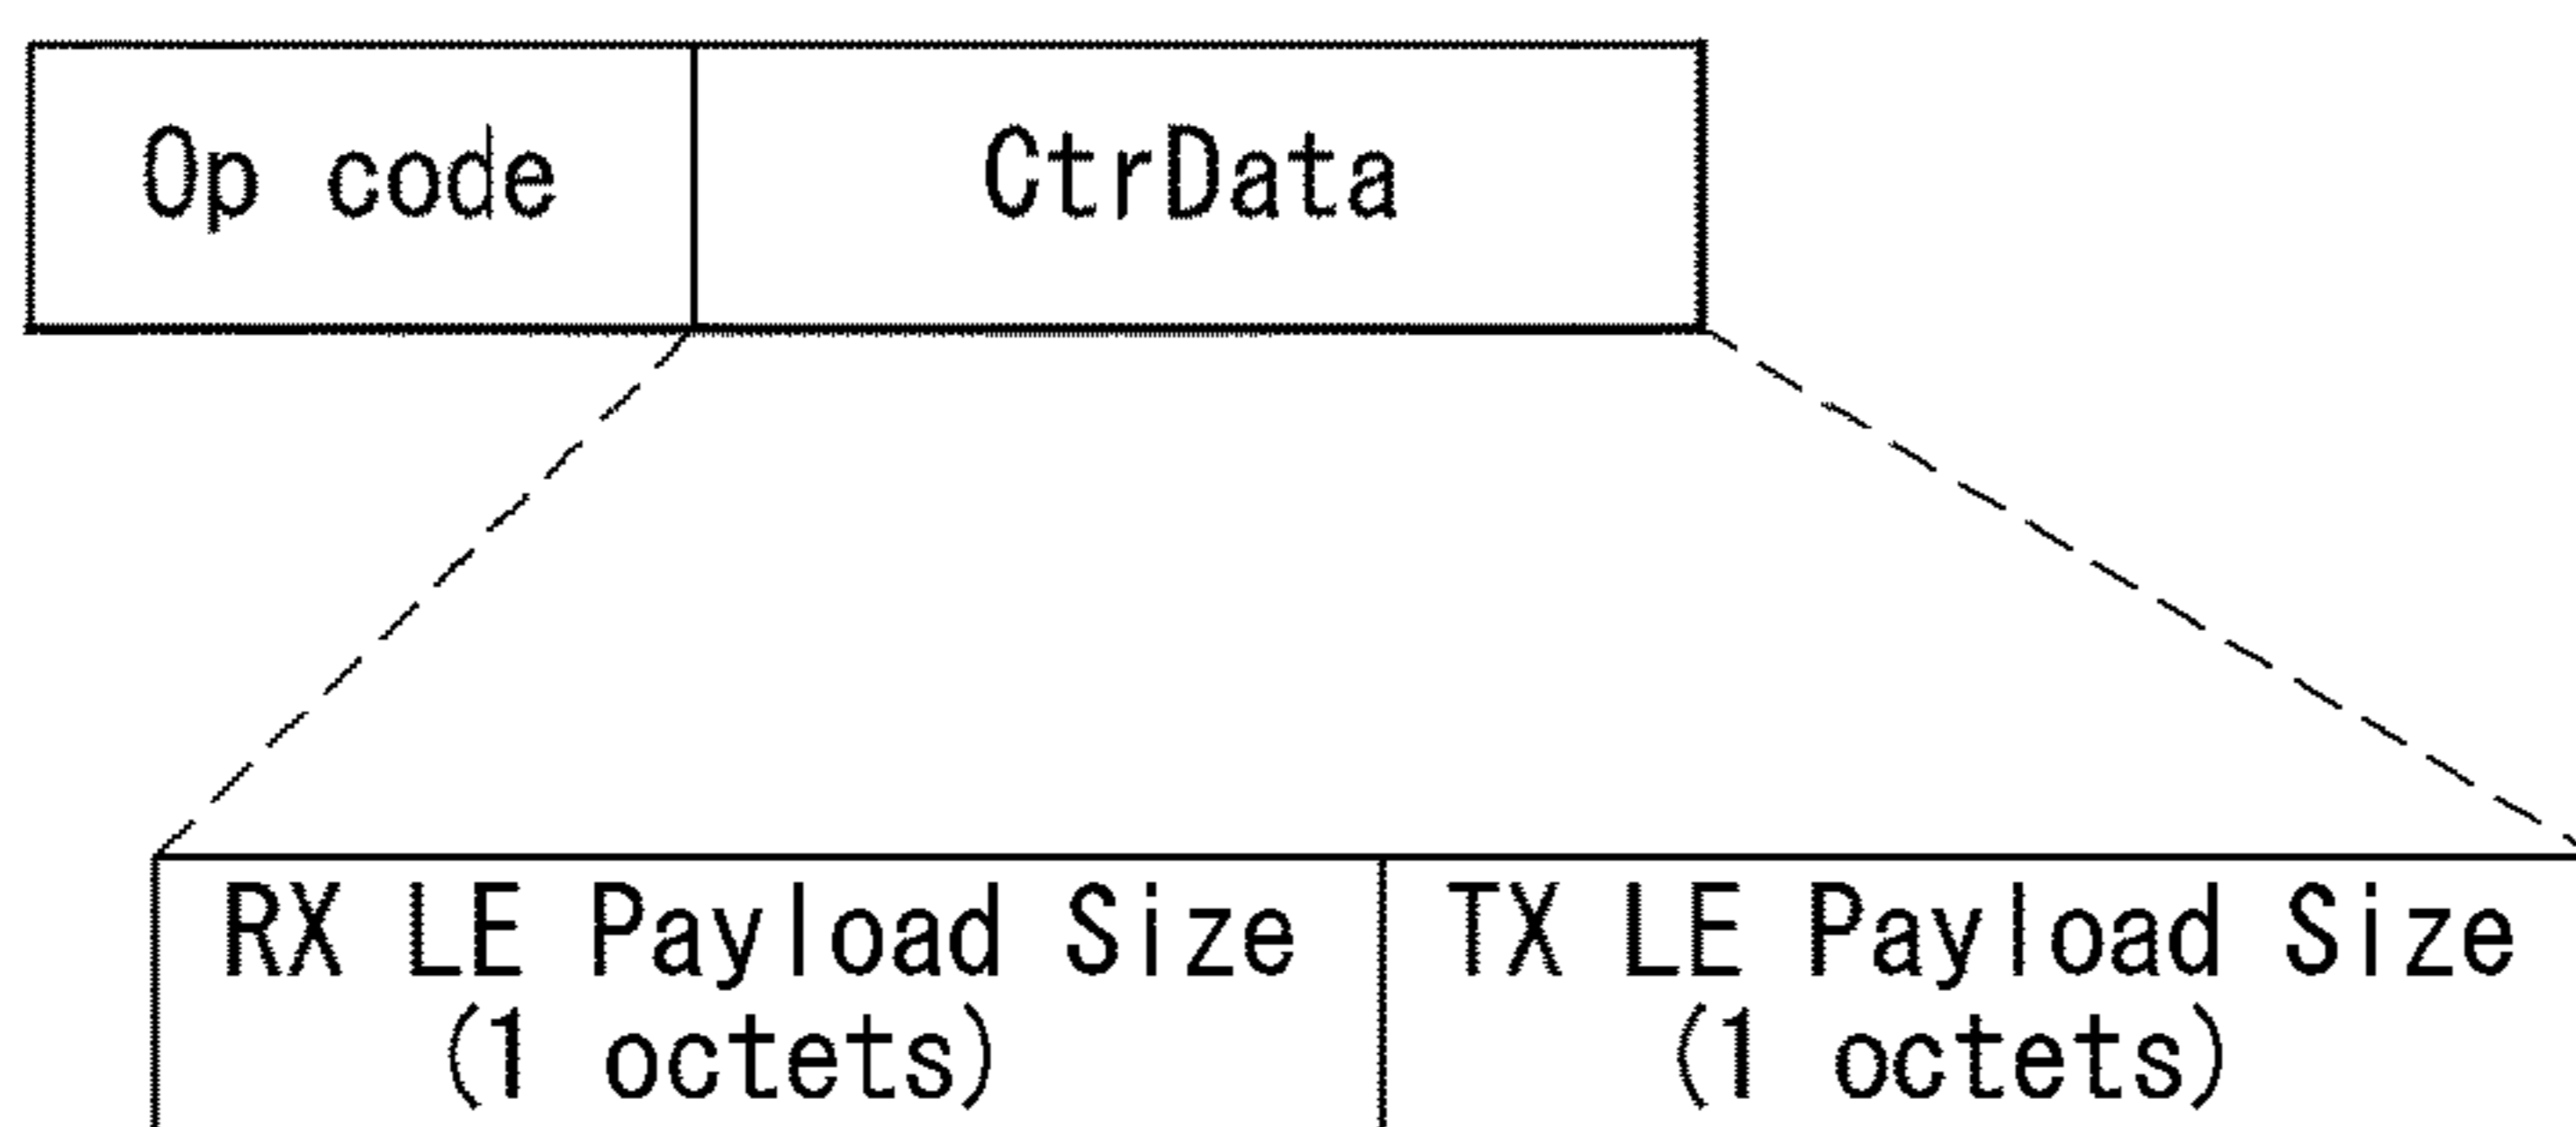 Op code
CtrData
RX LE Payload Size
(1 octets)
TX LE Payload Size
(1 octets)